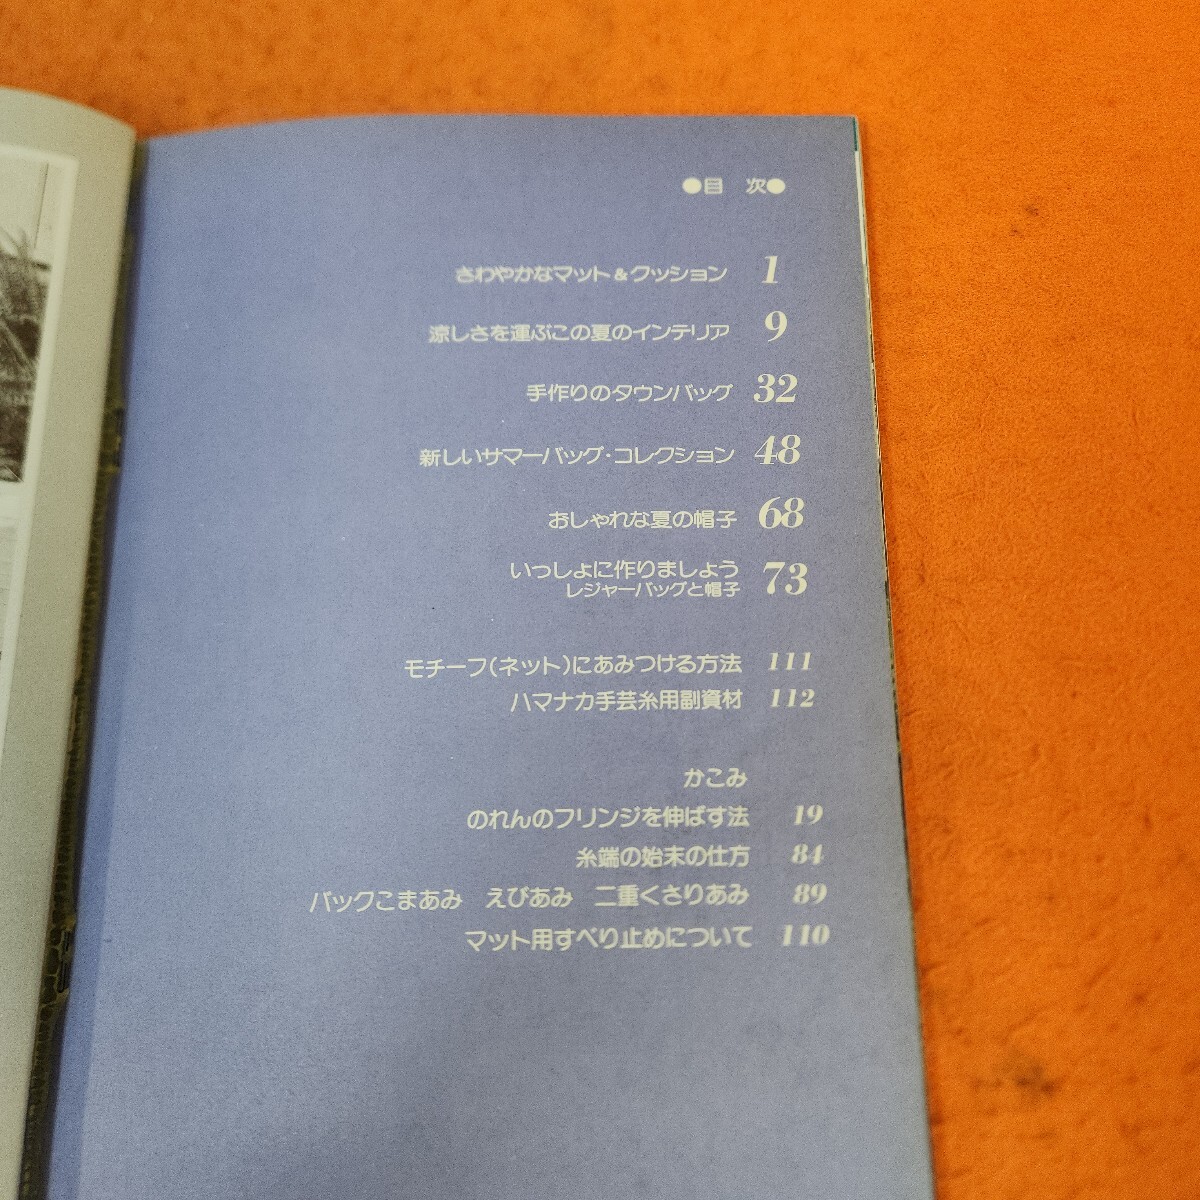 ●目　次●
さわやかなマット＆クッション 1
涼しさを運ぶこの夏のインテリア 9
手作りのタウンバッグ 32
新しいサマーバッグ・コレクション 48
おしゃれな夏の帽子 68
いっしょに作りましょう 73
レジャーバッグと帽子
モチーフ(ネット)にあみつける方法 111
ハマナカ手芸糸用副資材 112
かこみ
のれんのフリンジを伸ばす法 19
糸端の始末の仕方 84
バックこまあみ　えびあみ　二重くさりあみ 89
マット用すべり止めについて 110